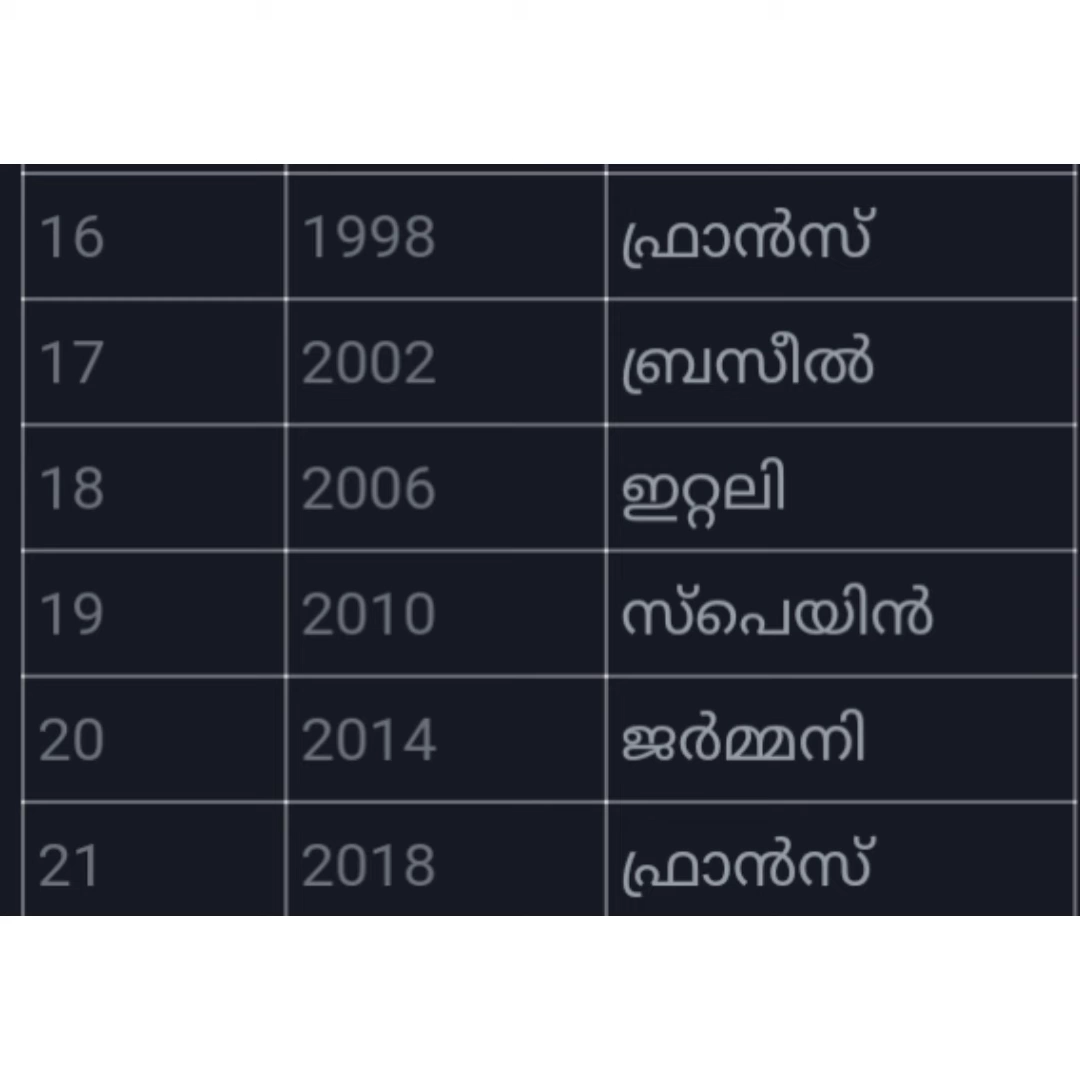 16 1998 ഫ്രാൻസ്
17 2002 ബ്രസീൽ
18 2006 ഇറ്റലി
19 2010 സ്പെയിൻ
20 2014 ജർമ്മനി
21 2018 ഫ്രാൻസ്